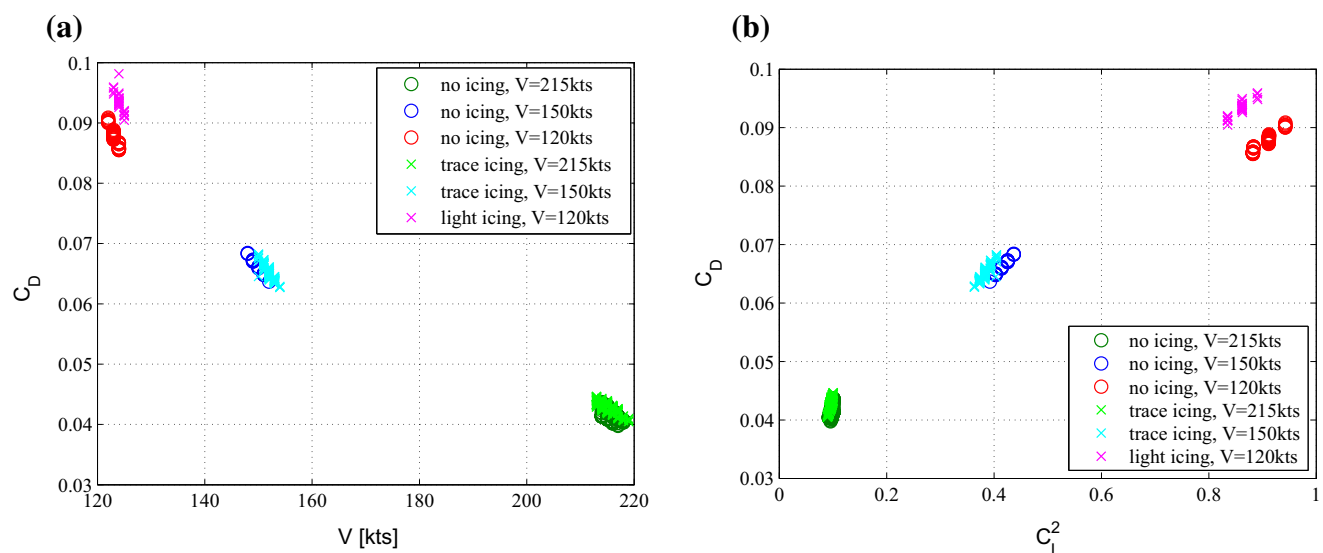 (a)
0.1
0.09
0.08
0.07
0.06
0.05
0.04
0.03
C_D
120 140 160 180 200 220
V [kts]
no icing, V=215kts
no icing, V=150kts
no icing, V=120kts
trace icing, V=215kts
trace icing, V=150kts
light icing, V=120kts
(b)
0.1
0.09
0.08
0.07
0.06
0.05
0.04
0.03
C_D
0 0.2 0.4 0.6 0.8 1
C_L^2
no icing, V=215kts
no icing, V=150kts
no icing, V=120kts
trace icing, V=215kts
trace icing, V=150kts
light icing, V=120kts